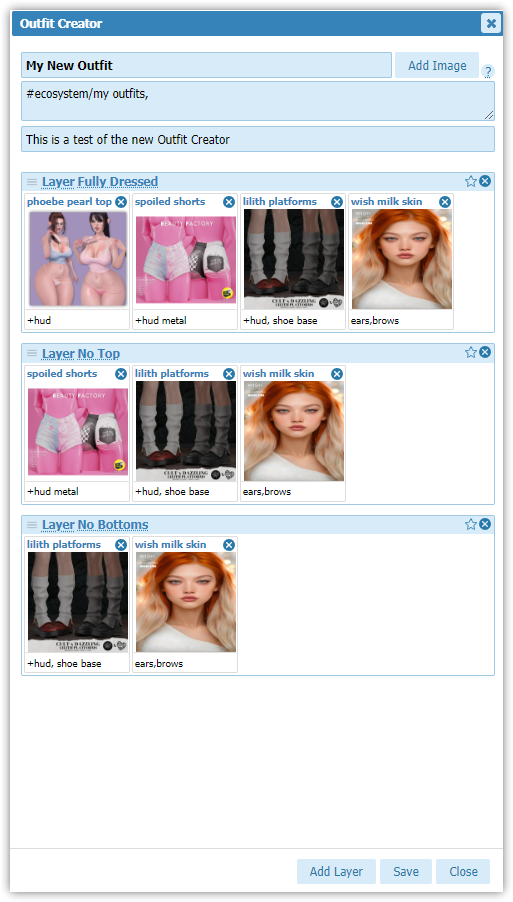 Outfit Creator
My New Outfit
Add Image
?
#ecosystem/my outfits,
This is a test of the new Outfit Creator
Layer Fully Dressed
phoebe pearl top
spoiled shorts
lilith platforms
wish milk skin
BEAUTY FACTORY
CULT & DAZZLING
+hud
+hud metal
+hud, shoe base
ears,brows
Layer No Top
spoiled shorts
lilith platforms
wish milk skin
BEAUTY FACTORY
CULT & DAZZLING
LILITH PLATFORMS
+hud metal
+hud, shoe base
ears,brows
Layer No Bottoms
lilith platforms
wish milk skin
CULT & DAZZLING
LILITH PLATFORMS
+hud, shoe base
ears,brows
Add Layer
Save
Close